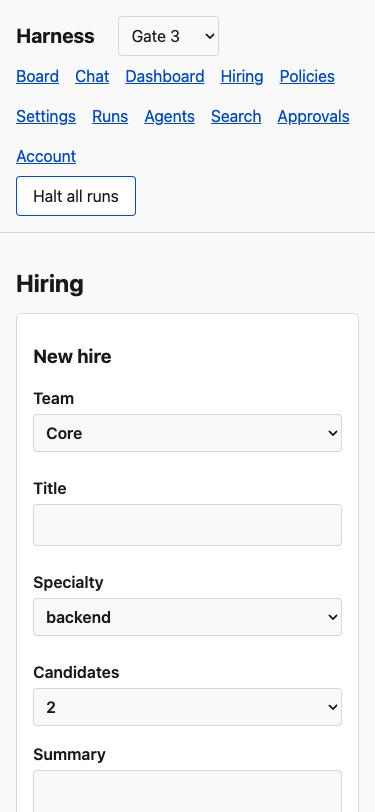 Harness Gate 3
Board Chat Dashboard Hiring Policies
Settings Runs Agents Search Approvals
Account
Halt all runs
Hiring
New hire
Team
Core
Title
Specialty
backend
Candidates
2
Summary